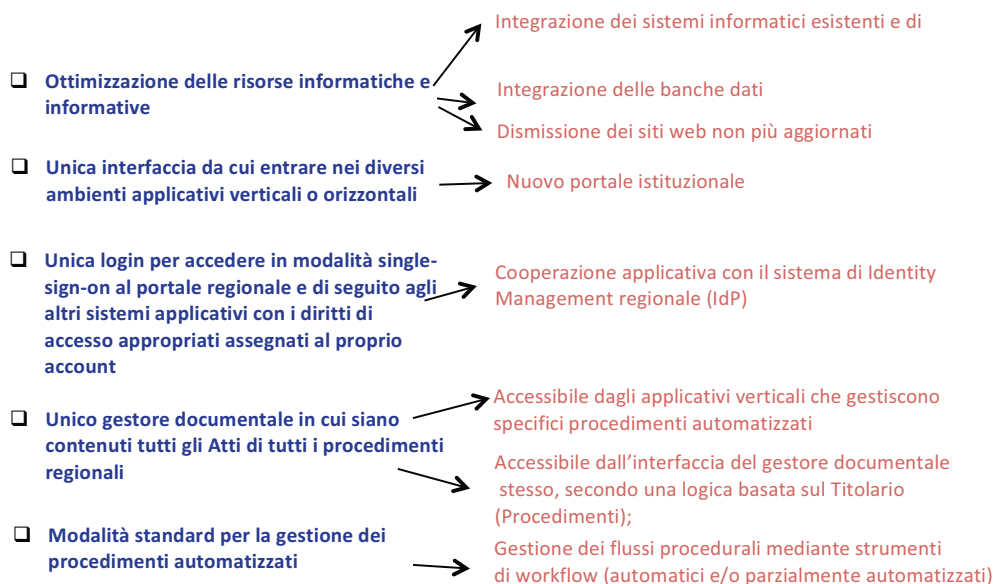 Integrazione dei sistemi informatici esistenti e di
Ottimizzazione delle risorse informatiche e
informative
Integrazione delle banche dati
Dismissione dei siti web non più aggiornati
Unica interfaccia da cui entrare nei diversi
ambienti applicativi verticali o orizzontali
Nuovo portale istituzionale
Unica login per accedere in modalità single-
sign-on al portale regionale e di seguito agli
altri sistemi applicativi con i diritti di
accesso appropriati assegnati al proprio
account
Cooperazione applicativa con il sistema di Identity
Management regionale (IdP)
Unico gestore documentale in cui siano
contenuti tutti gli Atti di tutti i procedimenti
regionali
Accessibile dagli applicativi verticali che gestiscono
specifici procedimenti automatizzati
Accessibile dall’interfaccia del gestore documentale
stesso, secondo una logica basata sul Titolario
(Procedimenti);
Modalità standard per la gestione dei
procedimenti automatizzati
Gestione dei flussi procedurali mediante strumenti
di workflow (automatici e/o parzialmente automatizzati)